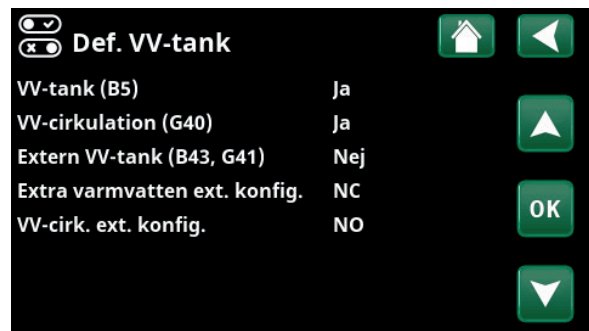 Def. VV-tank
VV-tank (B5) Ja
VV-cirkulation (G40) Ja
Extern VV-tank (B43, G41) Nej
Extra varmvatten ext. konfig. NC
VV-cirk. ext. konfig. NO
OK